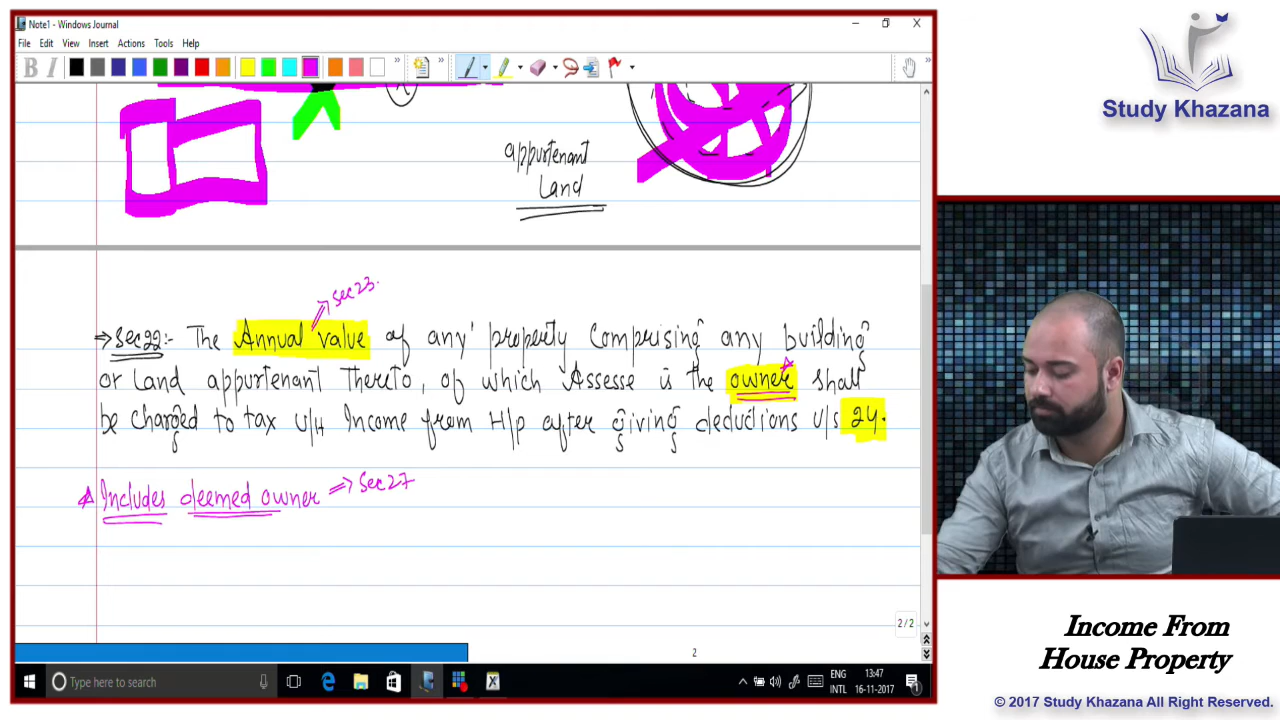 Note1 - Windows Journal
File Edit View Insert Actions Tools Help
Study Khazana
appurtenant
Land
Sec 23.
⇒ Sec 22:- The Annual value of any property Comprising any building
or Land appurtenant Thereto, of which Assesse is the owner shall
be charged to tax U/H Income from H/p after giving deductions U/s 24.
Includes deemed owner ⇒ Sec 27
2 / 2
2
Type here to search
ENG
INTL
13:47
16-11-2017
1
Income From
House Property
© 2017 Study Khazana All Right Reserved.